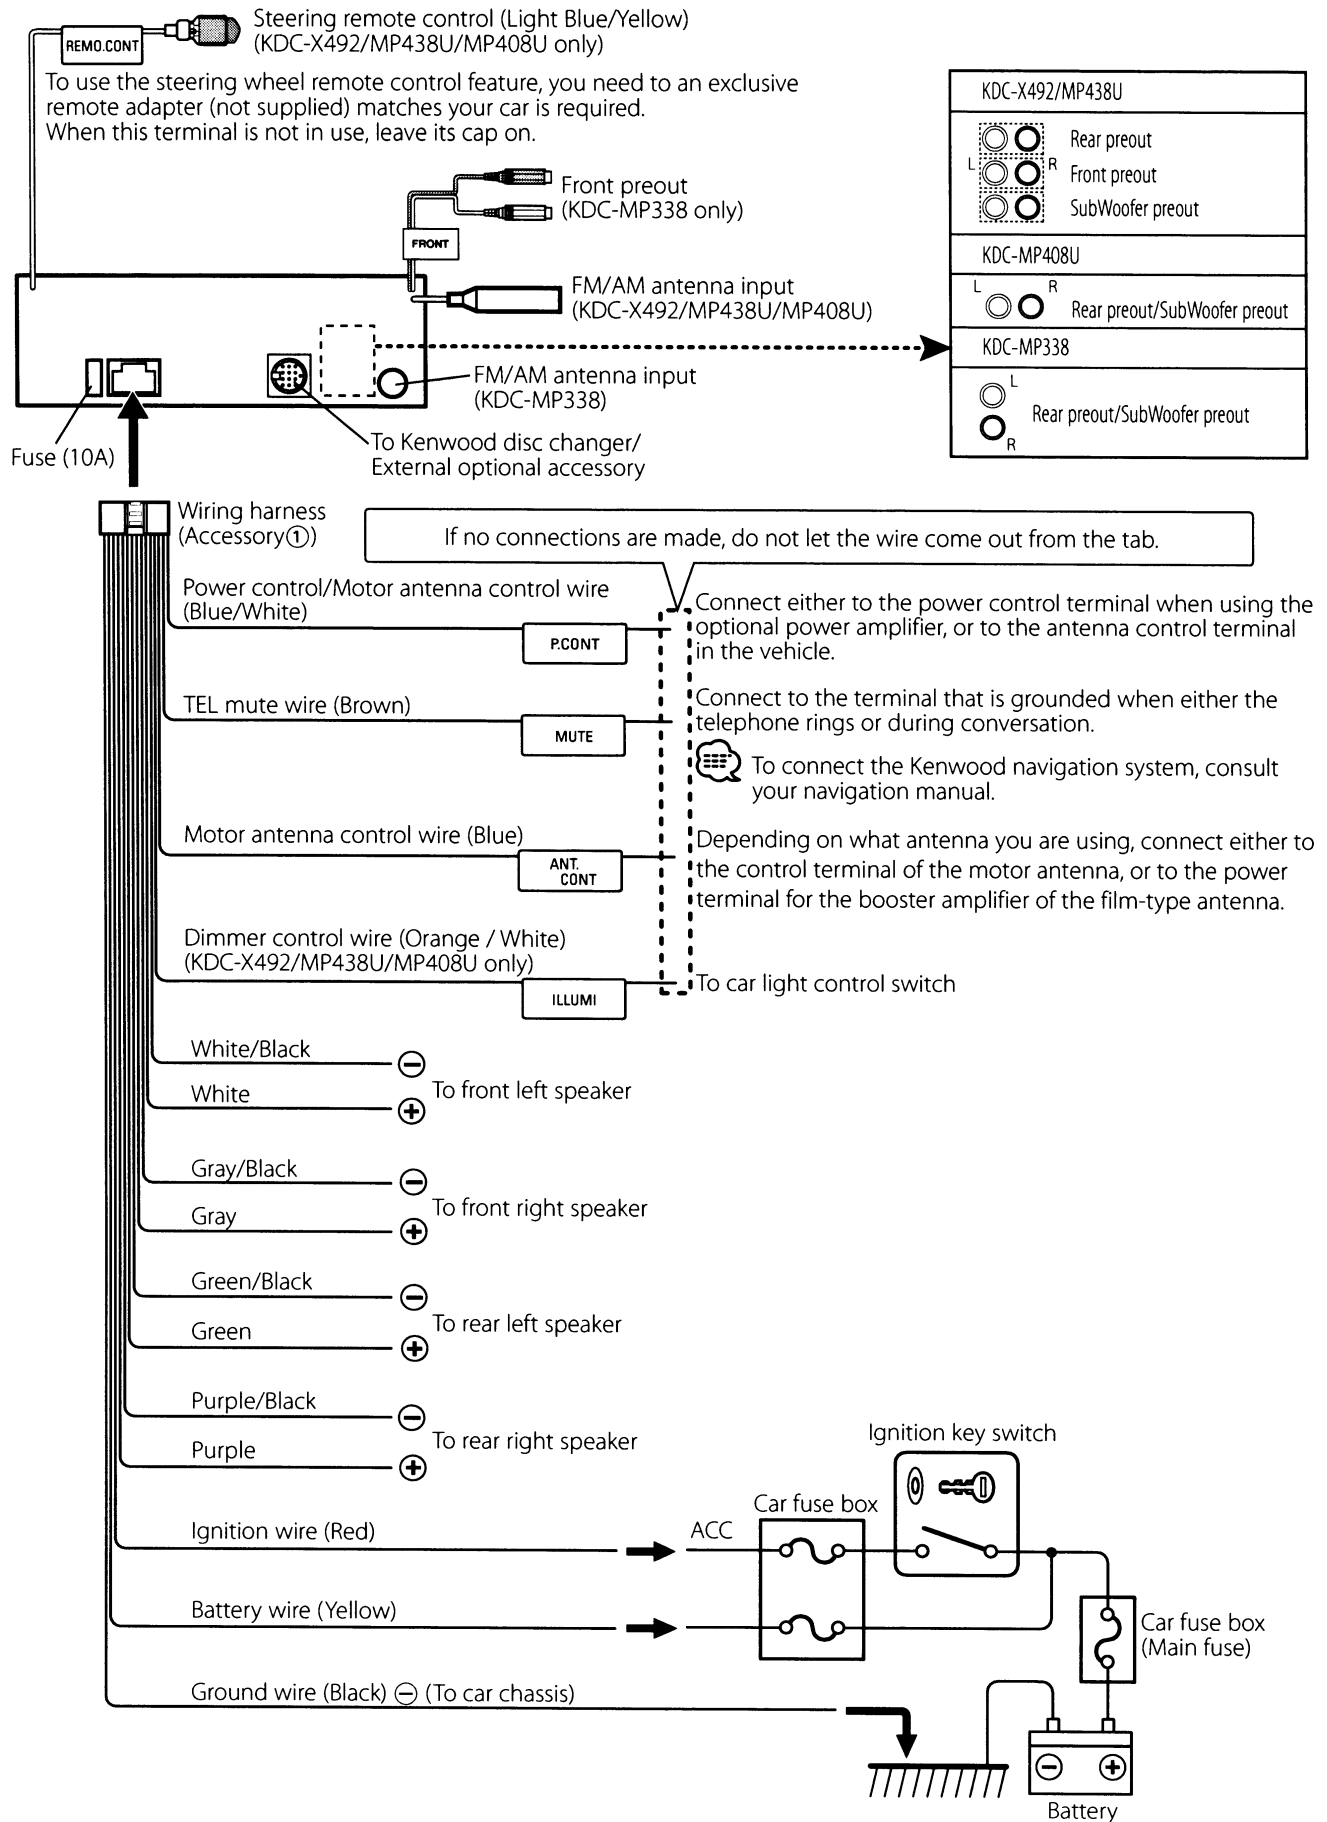 Steering remote control (Light Blue/Yellow)
(KDC-X492/MP438U/MP408U only)
REMO.CONT
To use the steering wheel remote control feature, you need to an exclusive
remote adapter (not supplied) matches your car is required.
When this terminal is not in use, leave its cap on.
Front preout
(KDC-MP338 only)
FRONT
FM/AM antenna input
(KDC-X492/MP438U/MP408U)
FM/AM antenna input
(KDC-MP338)
To Kenwood disc changer/
External optional accessory
Fuse (10A)
KDC-X492/MP438U
Rear preout
L R Front preout
SubWoofer preout
KDC-MP408U
L R
Rear preout/SubWoofer preout
KDC-MP338
L
Rear preout/SubWoofer preout
R
Wiring harness
(Accessory①)
If no connections are made, do not let the wire come out from the tab.
Power control/Motor antenna control wire
(Blue/White)
P.CONT
Connect either to the power control terminal when using the
optional power amplifier, or to the antenna control terminal
in the vehicle.
TEL mute wire (Brown)
MUTE
Connect to the terminal that is grounded when either the
telephone rings or during conversation.
To connect the Kenwood navigation system, consult
your navigation manual.
Motor antenna control wire (Blue)
ANT.
CONT
Depending on what antenna you are using, connect either to
the control terminal of the motor antenna, or to the power
terminal for the booster amplifier of the film-type antenna.
Dimmer control wire (Orange / White)
(KDC-X492/MP438U/MP408U only)
ILLUMI
To car light control switch
White/Black ⊖
To front left speaker
White ⊕
Gray/Black ⊖
To front right speaker
Gray ⊕
Green/Black ⊖
To rear left speaker
Green ⊕
Purple/Black ⊖
To rear right speaker
Purple ⊕
Ignition key switch
Car fuse box
Ignition wire (Red)
ACC
Battery wire (Yellow)
Car fuse box
(Main fuse)
Ground wire (Black) ⊖ (To car chassis)
⊖ ⊕
Battery